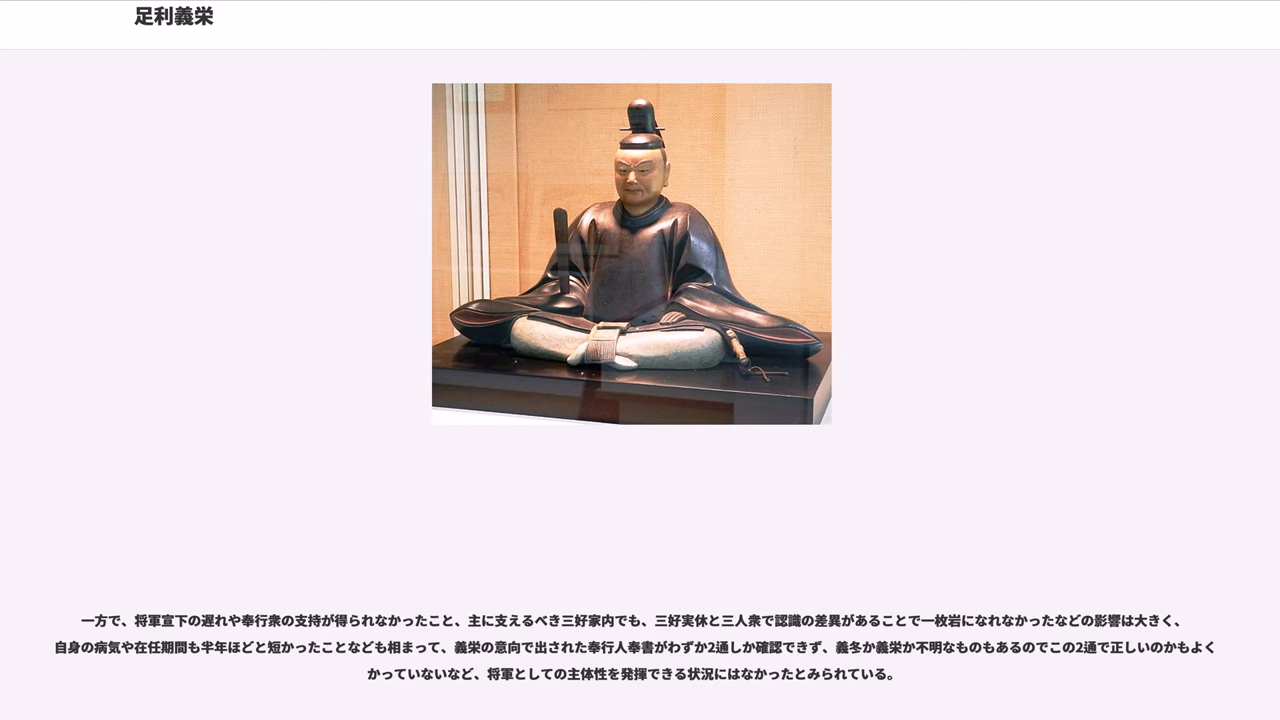 足利義栄
一方で、将軍宣下の遅れや奉行衆の支持が得られなかったこと、主に支えるべき三好家内でも、三好実休と三人衆で認識の差異があることで一枚岩になれなかったなどの影響は大きく、
自身の病気や在任期間も半年ほどと短かったことなども相まって、義栄の意向で出された奉行人奉書がわずか2通しか確認できず、義冬か義栄か不明なものもあるのでこの2通で正しいのかもよく
かっていないなど、将軍としての主体性を発揮できる状況にはなかったとみられている。